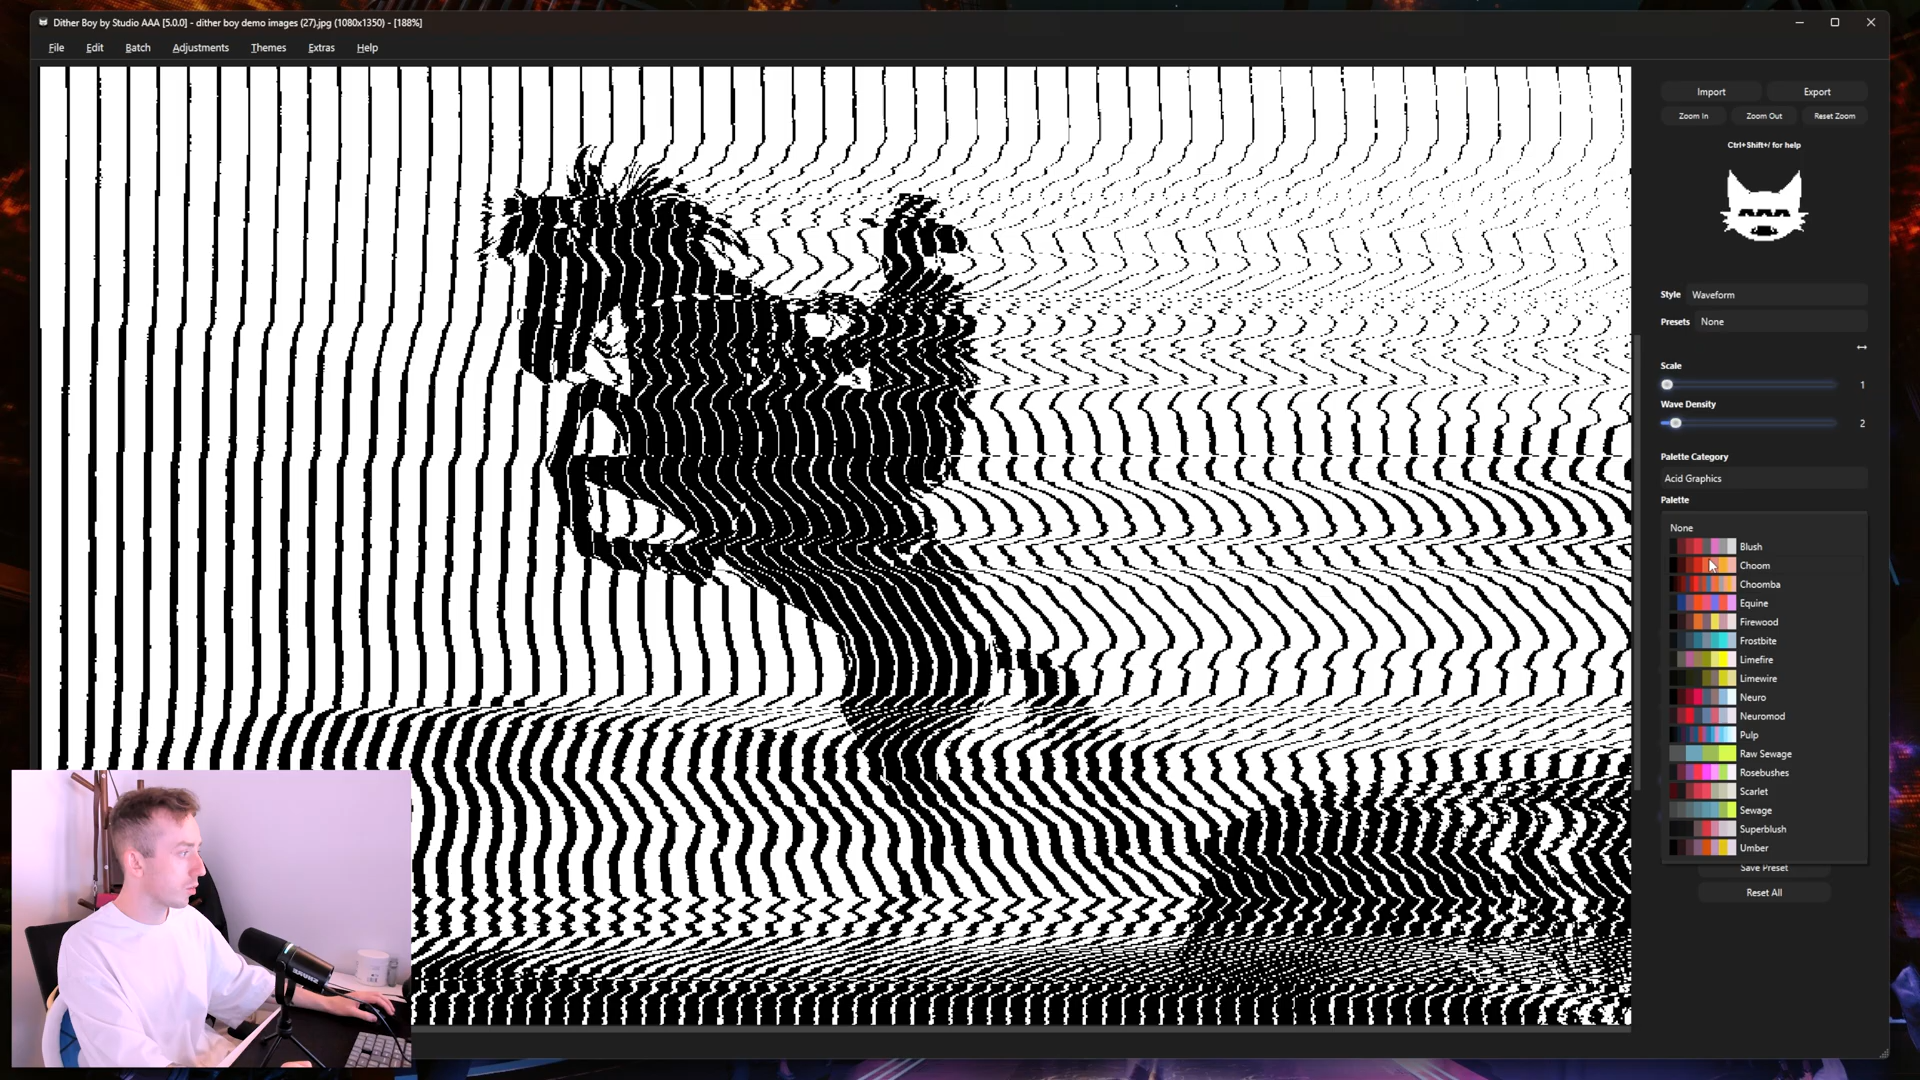 Dither Boy by Studio AAA [5.0.0] - dither boy demo images (27).jpg (1080x1350) - [188%]
File Edit Batch Adjustments Themes Extras Help
Import Export
Zoom In Zoom Out Reset Zoom
Ctrl+Shift+/ for help
AAA
Style Waveform
Presets None
Scale
1
Wave Density
2
Palette Category
Acid Graphics
Palette
None
Blush
Choom
Choomba
Equine
Firewood
Frostbite
Limefire
Limewire
Neuro
Neuromod
Pulp
Raw Sewage
Rosebushes
Scarlet
Sewage
Superblush
Umber
Save Preset
Reset All